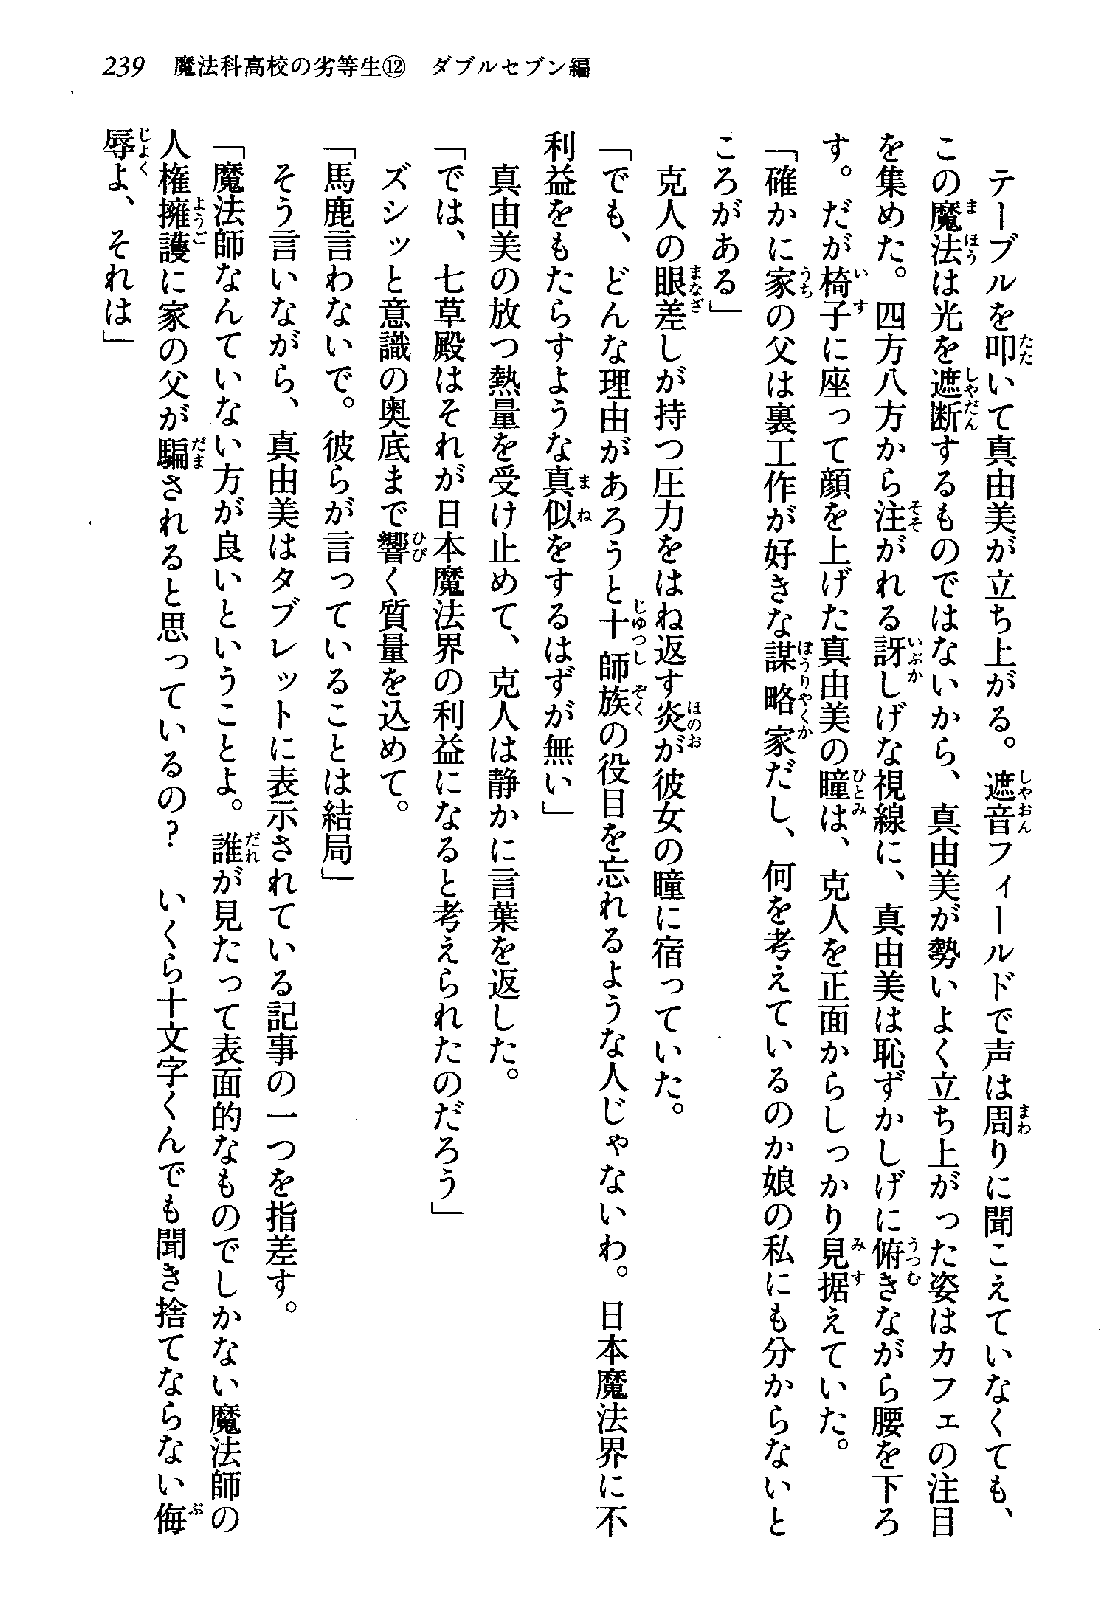 239　魔法科高校の劣等生⑫　ダブルセブン編
　テーブルを叩いて真由美が立ち上がる。遮音フィールドで声は周りに聞こえていなくても、
この魔法は光を遮断するものではないから、真由美が勢いよく立ち上がった姿はカフェの注目
を集めた。四方八方から注がれる訝しげな視線に、真由美は恥ずかしげに俯きながら腰を下ろ
す。だが椅子に座って顔を上げた真由美の瞳は、克人を正面からしっかり見据えていた。
「確かに家の父は裏工作が好きな謀略家だし、何を考えているのか娘の私にも分からないと
ころがある」
　克人の眼差しが持つ圧力をはね返す炎が彼女の瞳に宿っていた。
「でも、どんな理由があろうと十師族の役目を忘れるような人じゃないわ。日本魔法界に不
利益をもたらすような真似をするはずが無い」
　真由美の放つ熱量を受け止めて、克人は静かに言葉を返した。
「では、七草殿はそれが日本魔法界の利益になると考えられたのだろう」
　ズシッと意識の奥底まで響く質量を込めて。
「馬鹿言わないで。彼らが言っていることは結局」
　そう言いながら、真由美はタブレットに表示されている記事の一つを指差す。
「魔法師なんていない方が良いということよ。誰が見たって表面的なものでしかない魔法師の
人権擁護に家の父が騙されると思っているの？　いくら十文字くんでも聞き捨てならない侮
辱よ、それは」